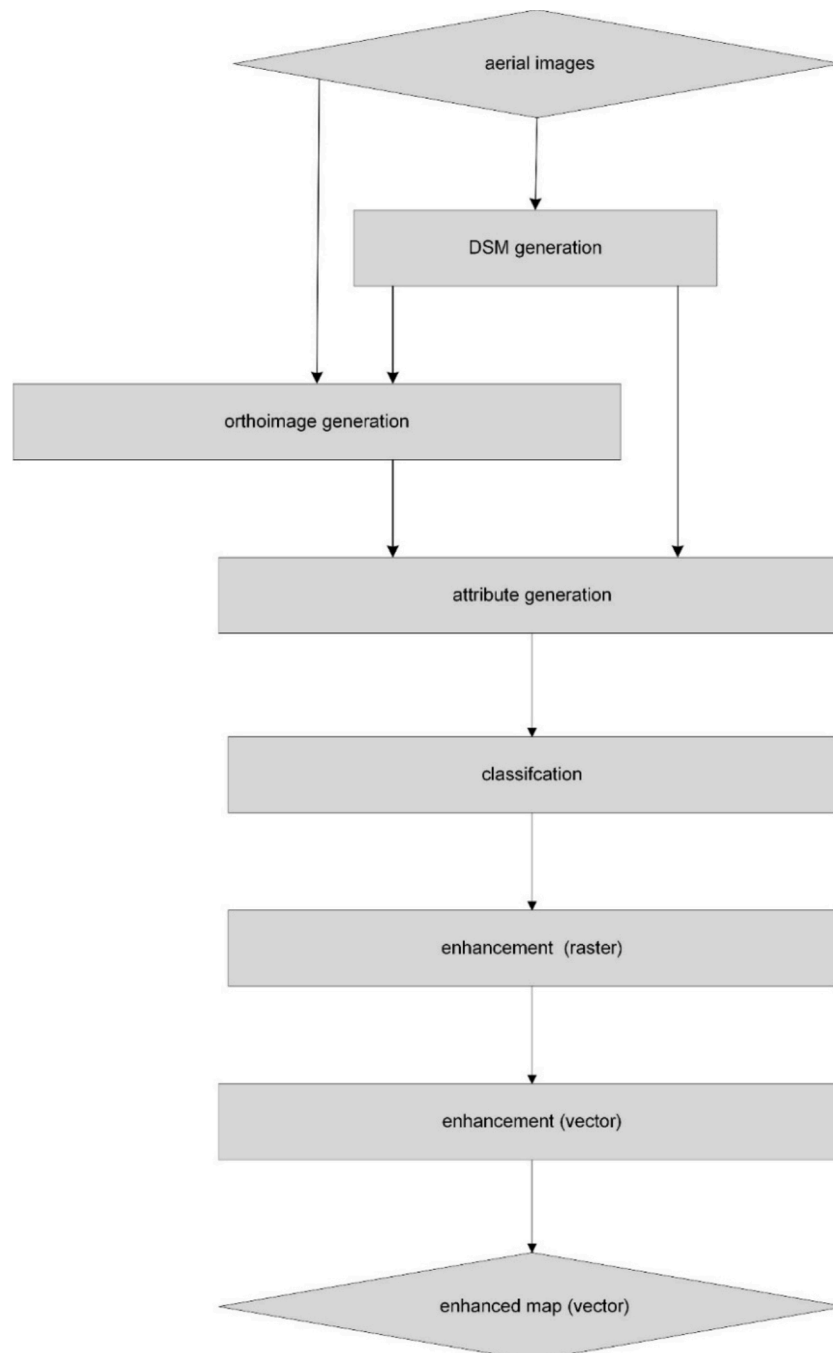 aerial images
DSM generation
orthoimage generation
attribute generation
classifcation
enhancement  (raster)
enhancement (vector)
enhanced map (vector)